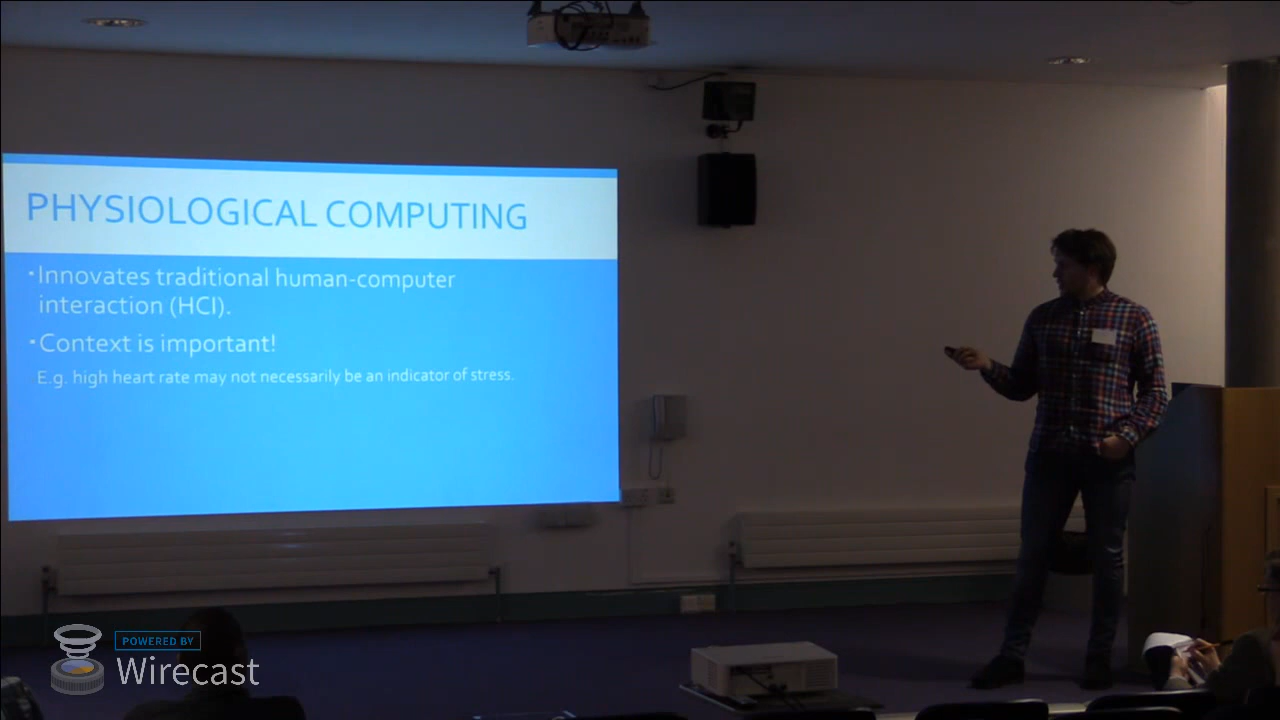 PHYSIOLOGICAL COMPUTING
▪Innovates traditional human-computer
interaction (HCI).
▪Context is important!
E.g. high heart rate may not necessarily be an indicator of stress.
POWERED BY
Wirecast